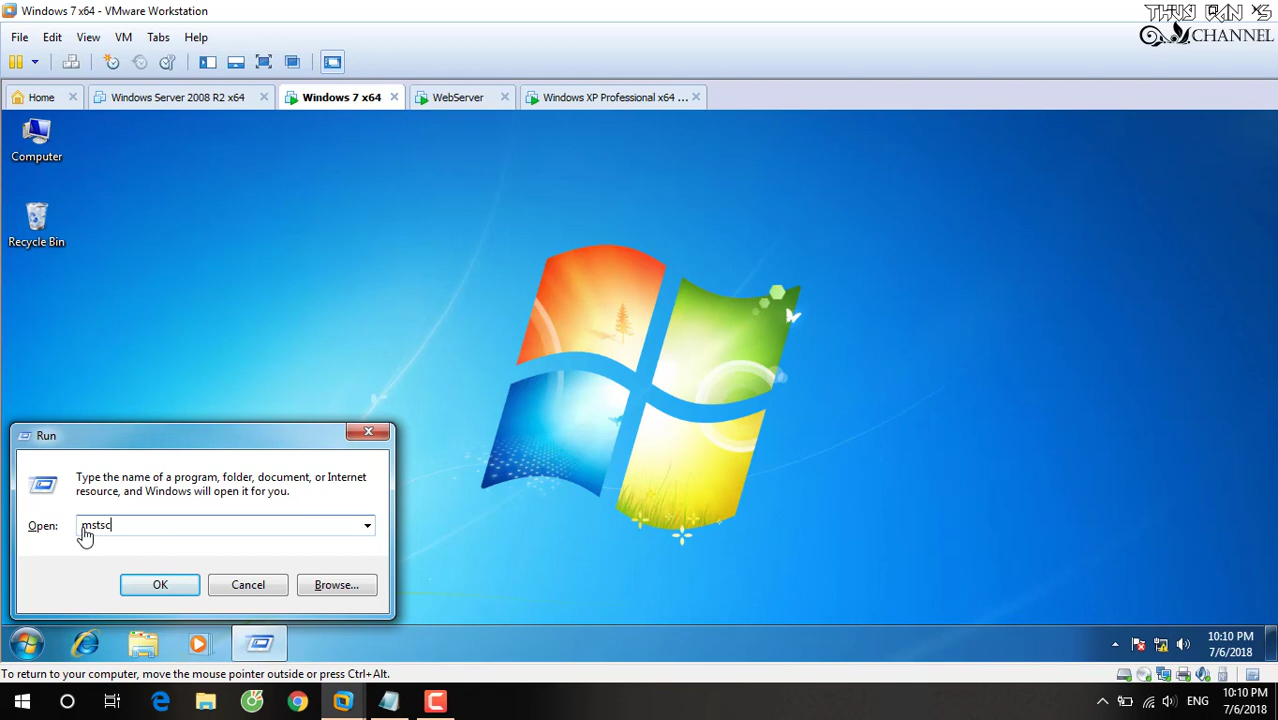 Windows 7 x64 - VMware Workstation
THUY VAN'S
CHANNEL
File Edit View VM Tabs Help
Home Windows Server 2008 R2 x64 Windows 7 x64 WebServer Windows XP Professional x64 ...
Computer
Recycle Bin
Run
Type the name of a program, folder, document, or Internet
resource, and Windows will open it for you.
Open: mstsc
OK Cancel Browse...
10:10 PM
7/6/2018
To return to your computer, move the mouse pointer outside or press Ctrl+Alt.
ENG
10:10 PM
7/6/2018